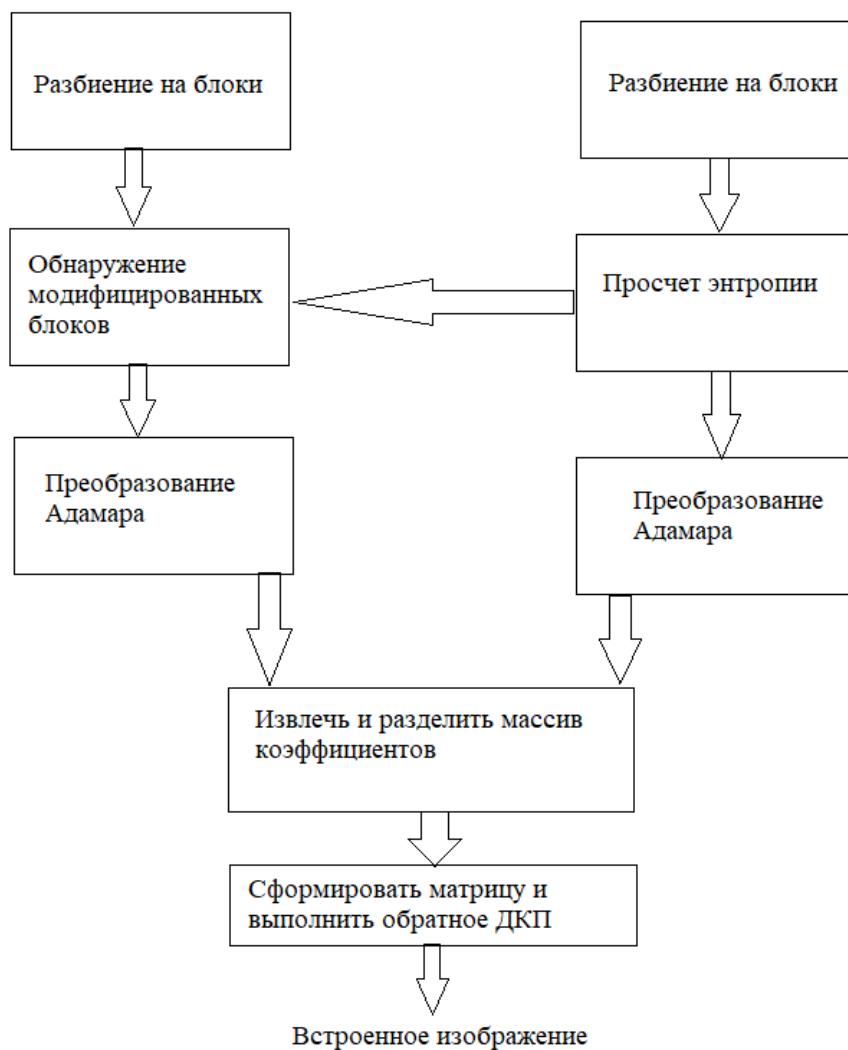 Разбиение на блоки
Разбиение на блоки
Обнаружение
модифицированных
блоков
Просчет энтропии
Преобразование
Адамара
Преобразование
Адамара
Извлечь и разделить массив
коэффициентов
Сформировать матрицу и
выполнить обратное ДКП
Встроенное изображение